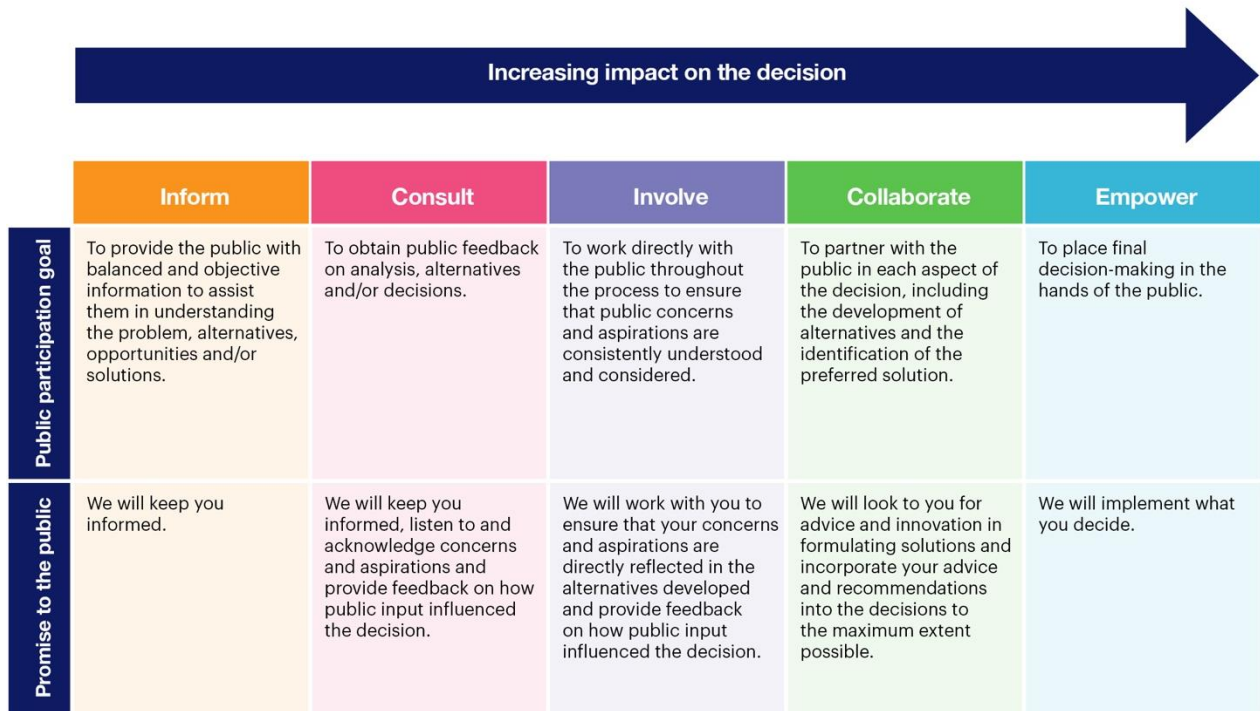 Increasing impact on the decision
Inform
Consult
Involve
Collaborate
Empower
Public participation goal
To provide the public with
balanced and objective
information to assist
them in understanding
the problem, alternatives,
opportunities and/or
solutions.
To obtain public feedback
on analysis, alternatives
and/or decisions.
To work directly with
the public throughout
the process to ensure
that public concerns
and aspirations are
consistently understood
and considered.
To partner with the
public in each aspect of
the decision, including
the development of
alternatives and the
identification of the
preferred solution.
To place final
decision-making in the
hands of the public.
Promise to the public
We will keep you
informed.
We will keep you
informed, listen to and
acknowledge concerns
and aspirations and
provide feedback on how
public input influenced
the decision.
We will work with you to
ensure that your concerns
and aspirations are
directly reflected in the
alternatives developed
and provide feedback
on how public input
influenced the decision.
We will look to you for
advice and innovation in
formulating solutions and
incorporate your advice
and recommendations
into the decisions to
the maximum extent
possible.
We will implement what
you decide.